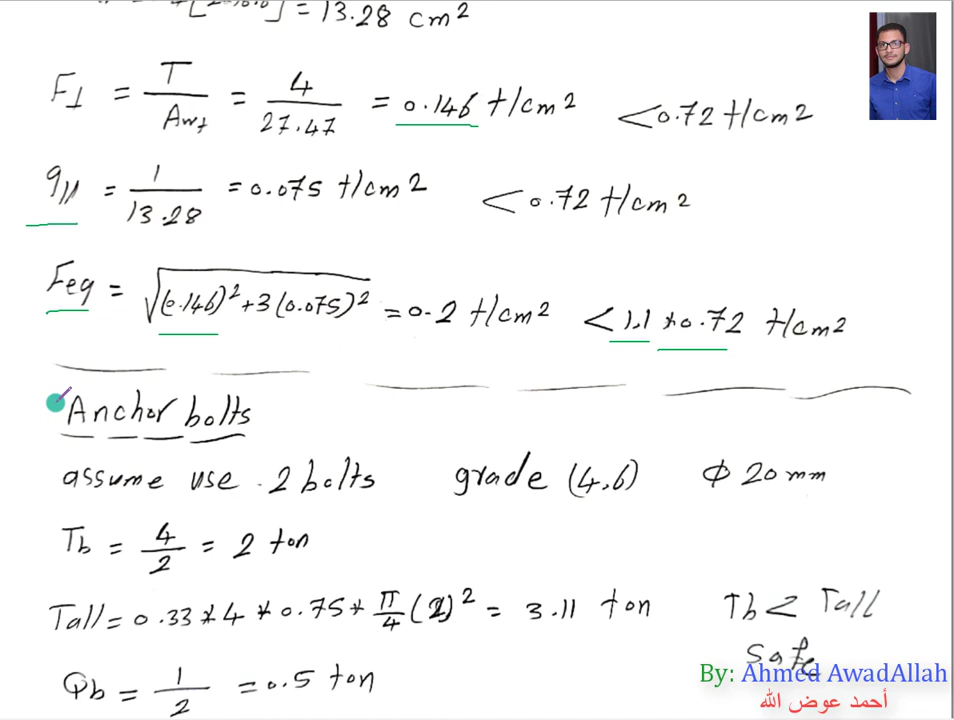 ] = 13.28 cm²
F⊥ = T / Awt = 4 / 27.47 = 0.146 t/cm² < 0.72 t/cm²
q// = 1 / 13.28 = 0.075 t/cm² < 0.72 t/cm²
Feq = √(0.146)² + 3(0.075)² = 0.2 t/cm² < 1.1 * 0.72 t/cm²
Anchor bolts
assume use 2 bolts grade (4.6) Φ 20 mm
Tb = 4 / 2 = 2 ton
Tall = 0.33 * 4 * 0.75 * π/4 (2)² = 3.11 ton Tb < Tall
safe
Qb = 1 / 2 = 0.5 ton
By: Ahmed AwadAllah
أحمد عوض الله